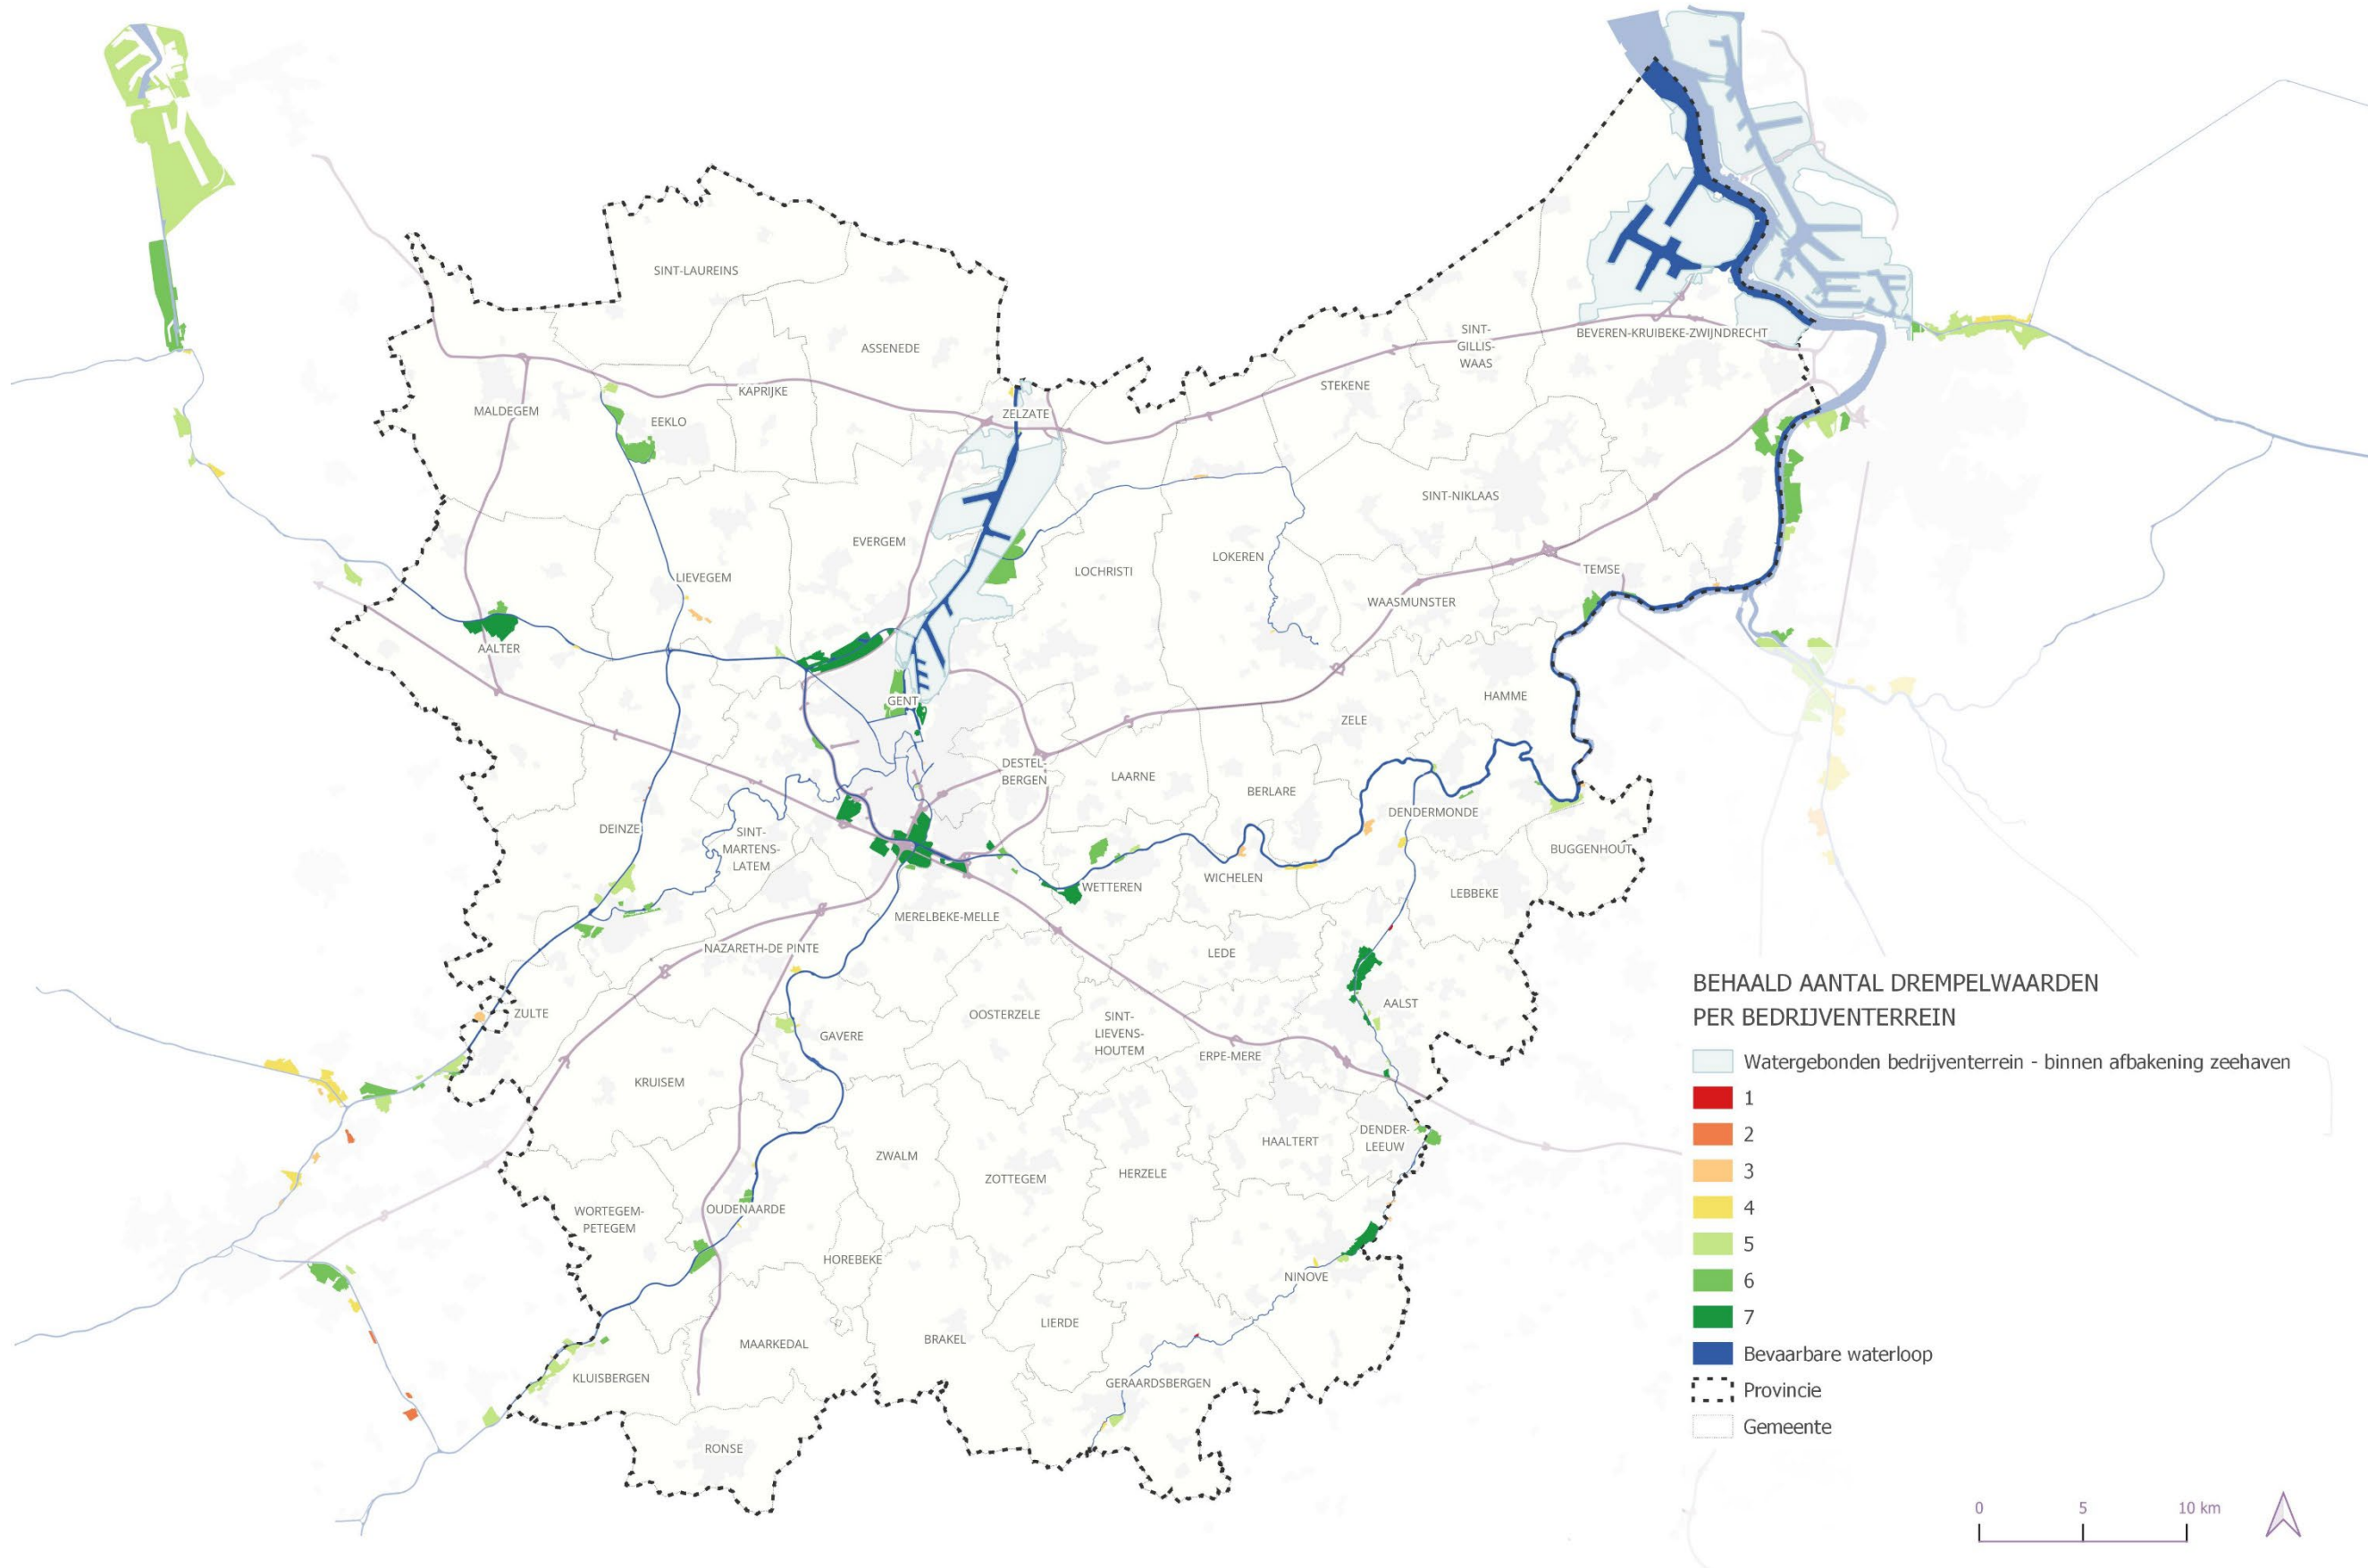 SINT-LAUREINS
ASSENEDE
SINT-
GILLIS-
WAAS
BEVEREN-KRUIBEKE-ZWIJNDRECHT
STEKENE
KAPRIJKE
MALDEGEM
EEKLO
ZELZATE
SINT-NIKLAAS
EVERGEM
LOKEREN
LOCHRISTI
TEMSE
LIEVEGEM
WAASMUNSTER
AALTER
HAMME
GENT
ZELE
DESTEL-
BERGEN
LAARNE
BERLARE
DENDERMONDE
DEINZE
SINT-
MARTENS-
LATEM
BUGGENHOUT
WICHELEN
WETTEREN
LEBBEKE
MERELBEKE-MELLE
NAZARETH-DE PINTE
LEDE
AALST
ZULTE
OOSTERZELE
SINT-
LIEVENS-
HOUTEM
GAVERE
ERPE-MERE
KRUISEM
DENDER-
LEEUW
HAALTERT
ZWALM
HERZELE
ZOTTEGEM
WORTEGEM-
PETEGEM
OUDENAARDE
HOREBEKE
NINOVE
LIERDE
BRAKEL
MAARKEDAL
KLUISBERGEN
GERAARDSBERGEN
RONSE
BEHAALD AANTAL DREMPELWAARDEN
PER BEDRIJVENTERREIN
Watergebonden bedrijventerrein - binnen afbakening zeehaven
1
2
3
4
5
6
7
Bevaarbare waterloop
Provincie
Gemeente
0 5 10 km